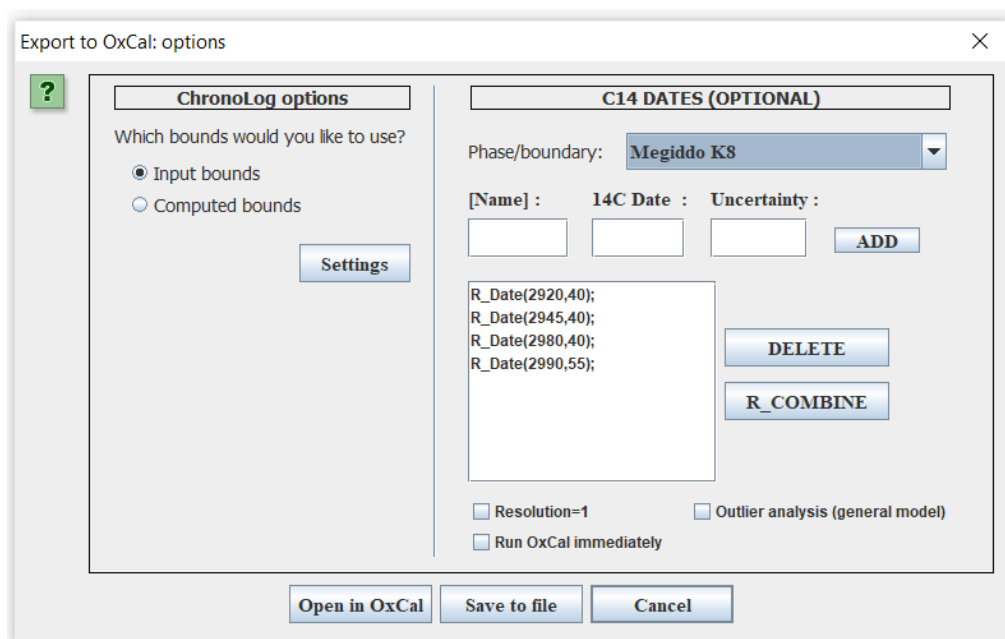 Export to OxCal: options
?
ChronoLog options
Which bounds would you like to use?
Input bounds
Computed bounds
Settings
C14 DATES (OPTIONAL)
Phase/boundary: Megiddo K8
[Name] : 14C Date : Uncertainty :
ADD
R_Date(2920,40);
R_Date(2945,40);
R_Date(2980,40);
R_Date(2990,55);
DELETE
R_COMBINE
Resolution=1 Outlier analysis (general model)
Run OxCal immediately
Open in OxCal Save to file Cancel